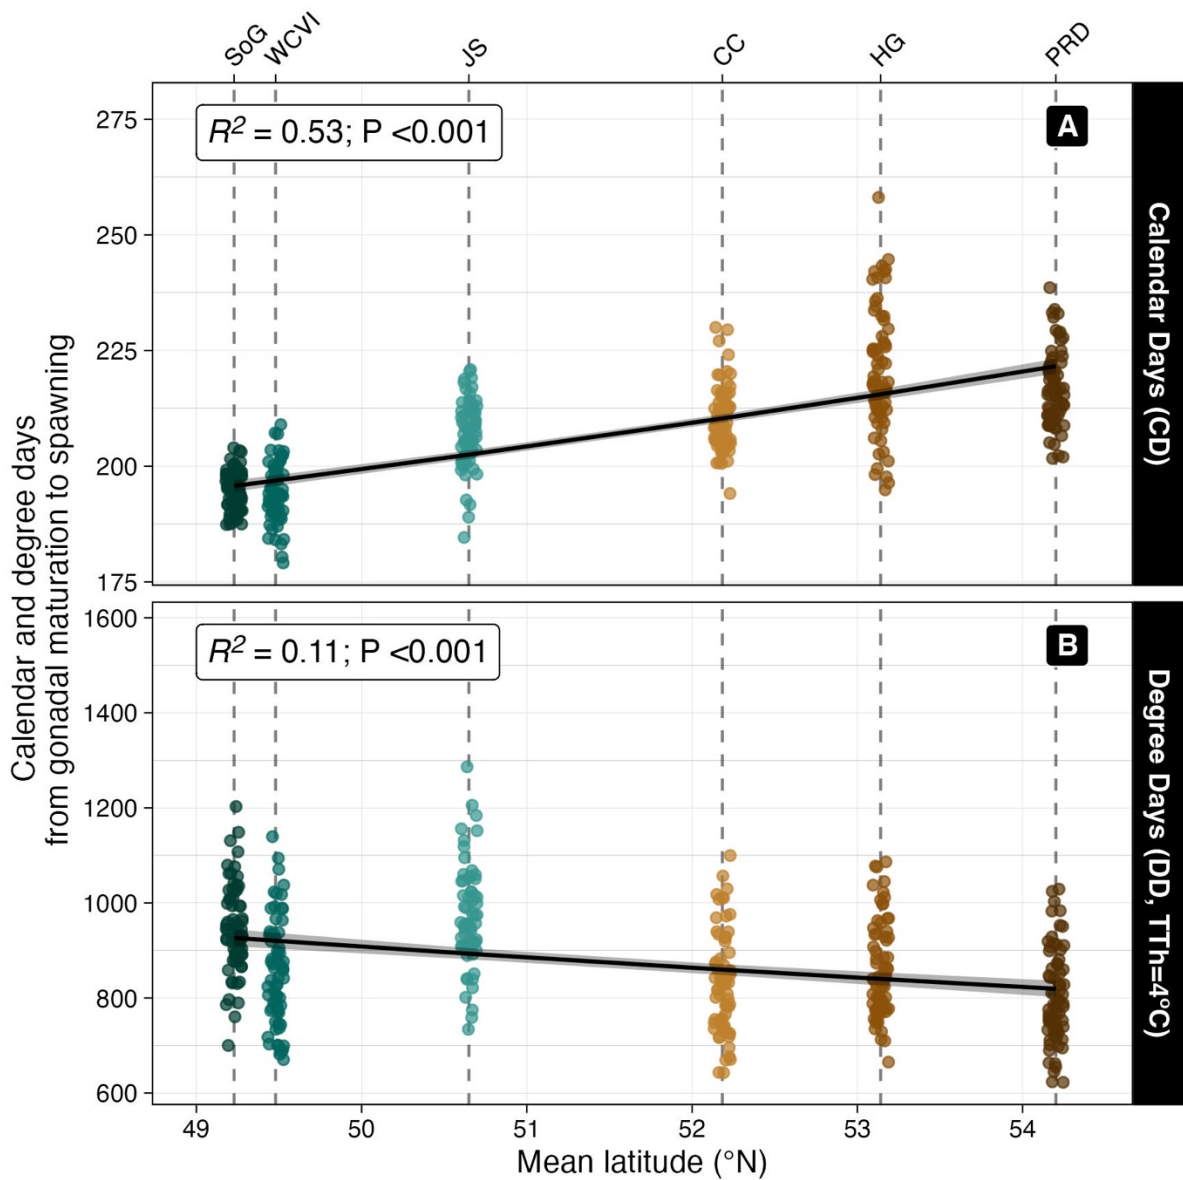 SoG
WCVI
JS
CC
HG
PRD
Calendar and degree days
from gonadal maturation to spawning
275
250
225
200
175
R² = 0.53; P <0.001
A
Calendar Days (CD)
1600
1400
1200
1000
800
600
R² = 0.11; P <0.001
B
Degree Days (DD, TTh=4°C)
49
50
51
52
53
54
Mean latitude (°N)